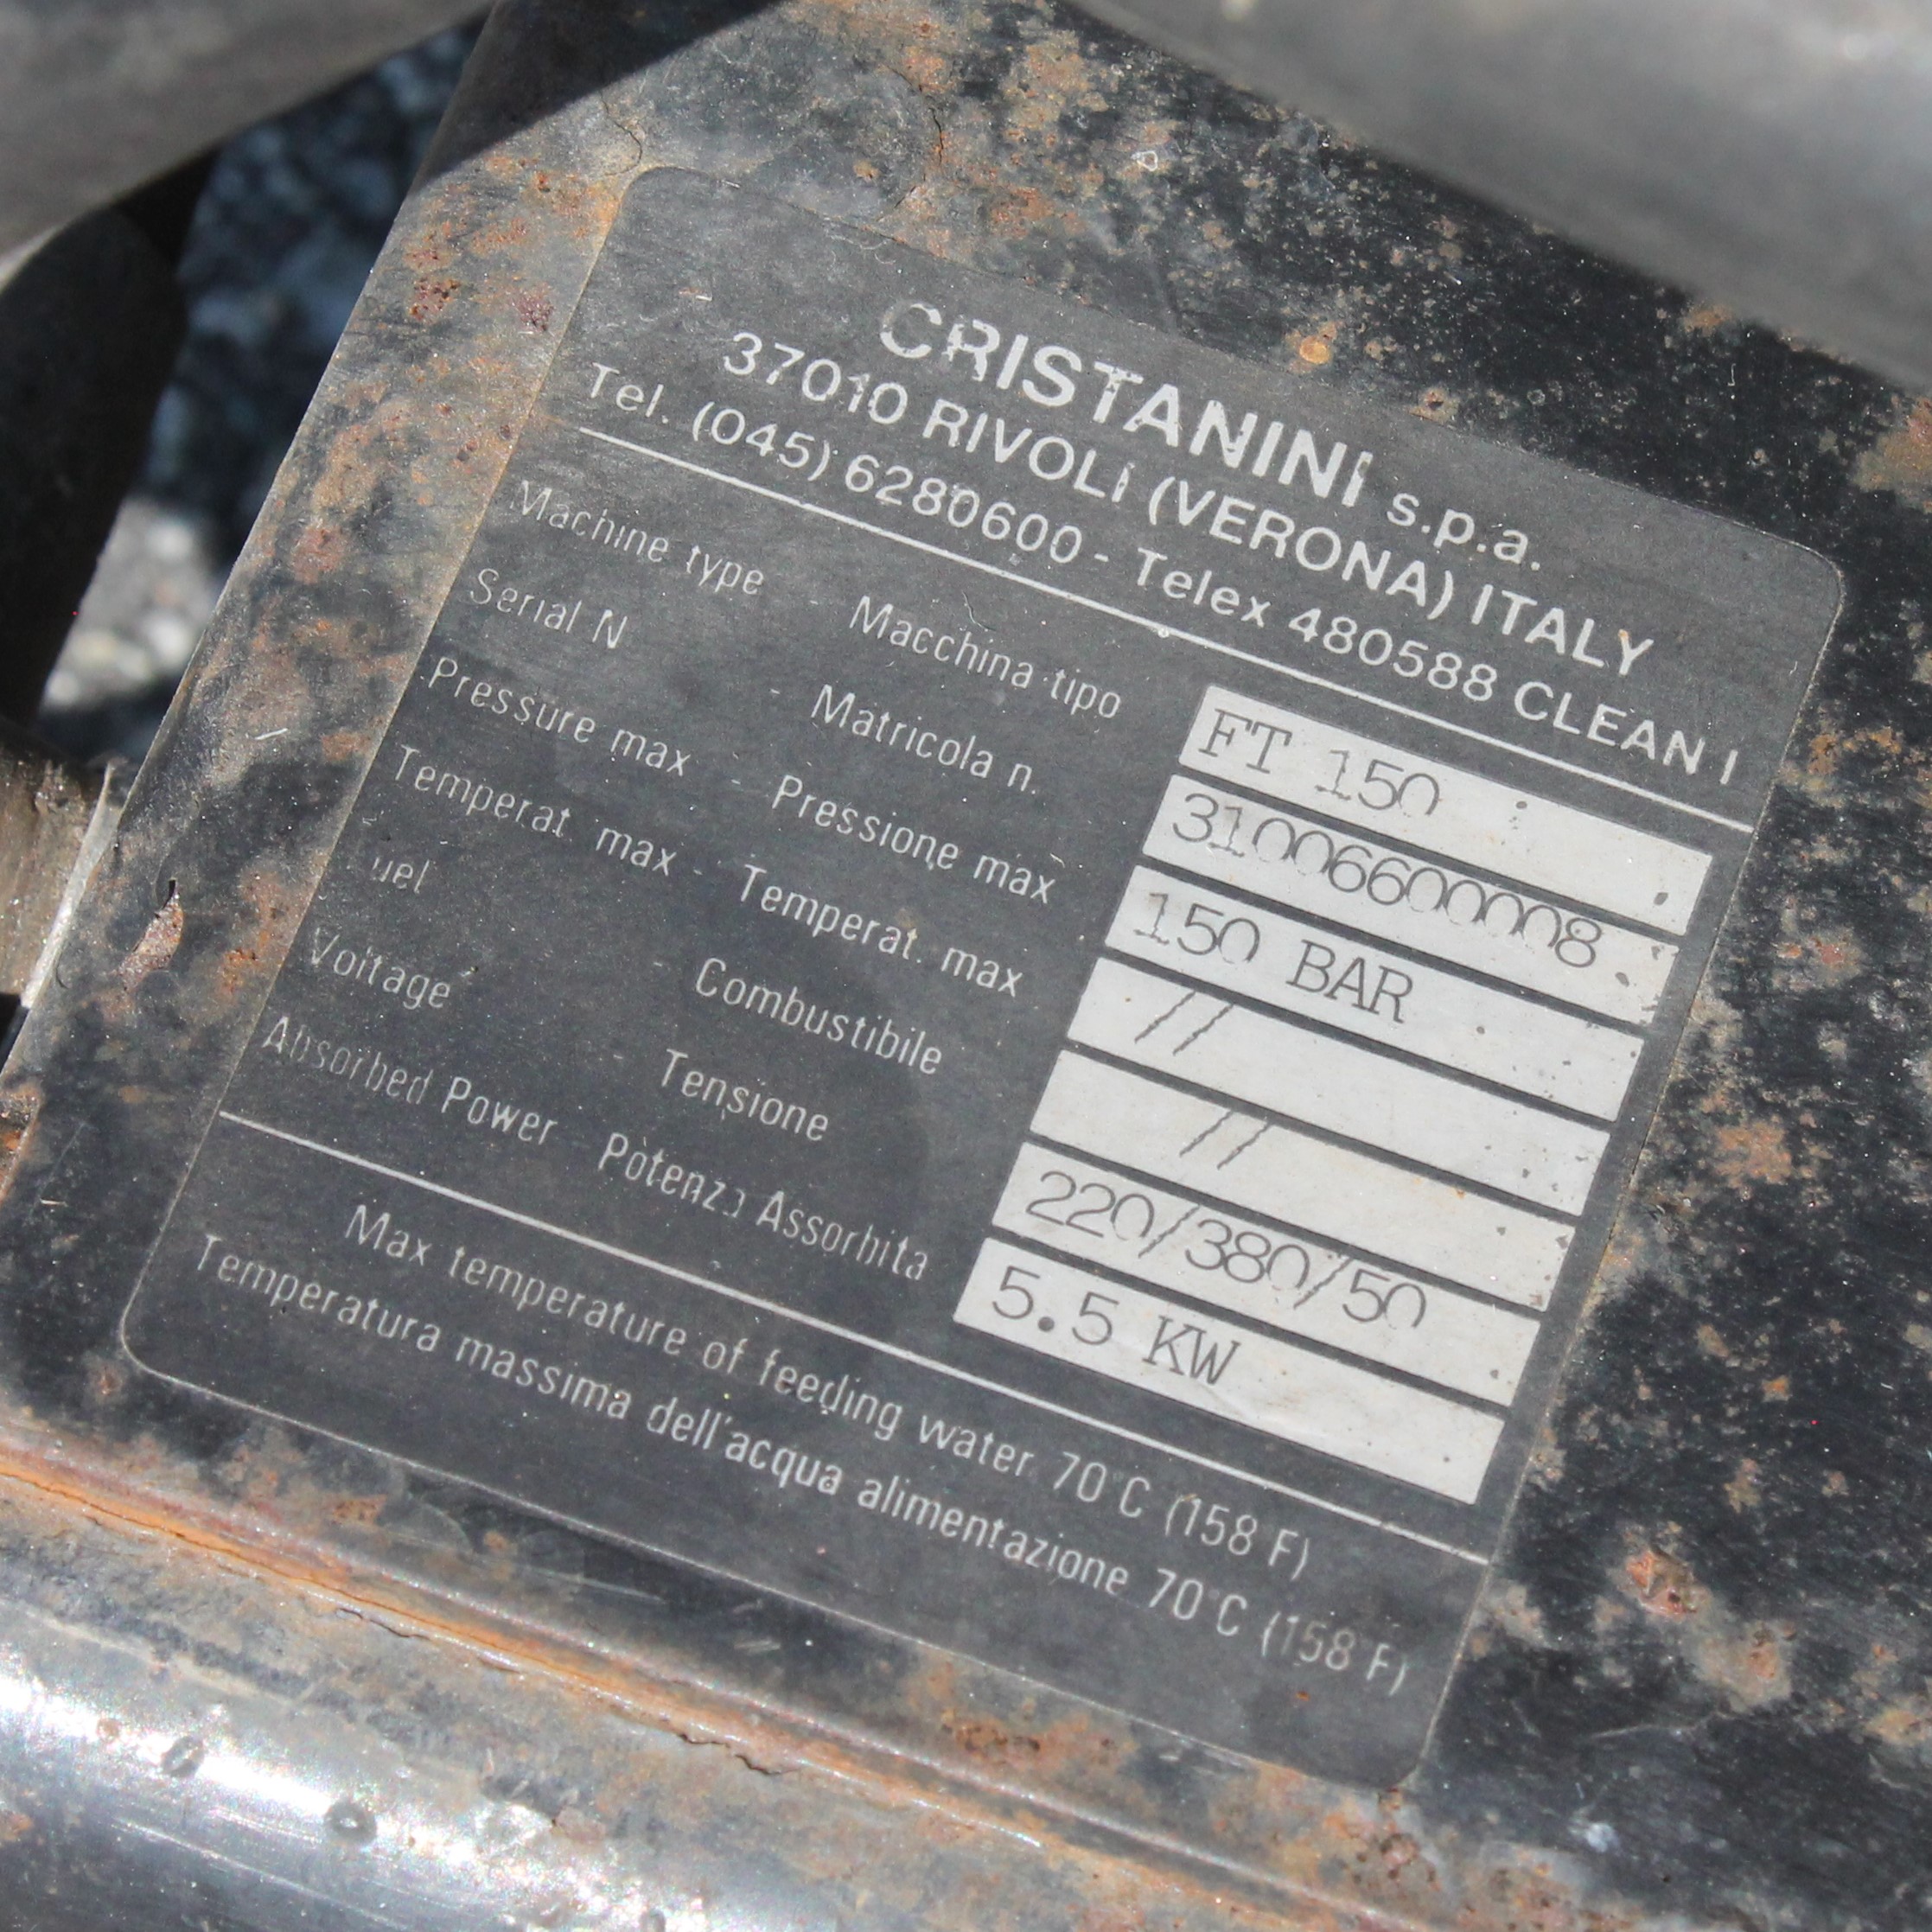 CRISTANINI s.p.a.
37010 RIVOLI (VERONA) ITALY
Tel. (045) 6280600 - Telex 480588 CLEAN I
Machine type - Macchina tipo FT 150
Serial N - Matricola n. 31006600008
Pressure max - Pressione max 150 BAR
Temperat. max - Temperat. max //
uel - Combustibile //
Voltage - Tensione 220/380/50
Absorbed Power Potenza Assorbita 5.5 KW
Max temperature of feeding water 70°C (158 F)
Temperatura massima dell'acqua alimentazione 70°C (158 F)